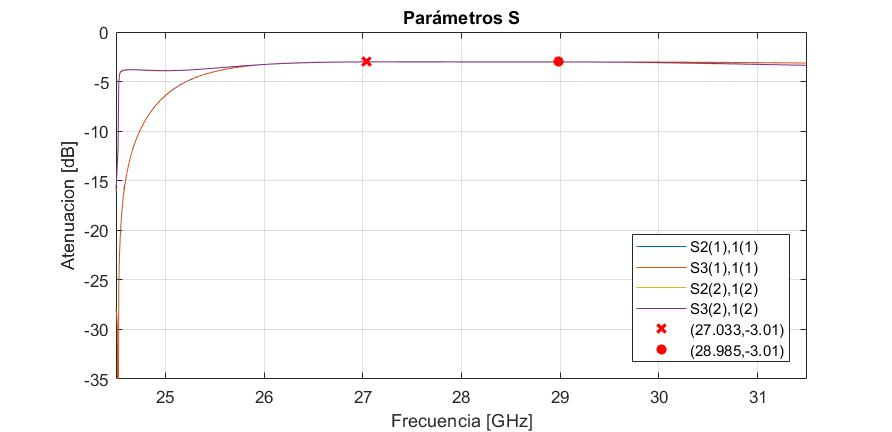 Parámetros S
0
-5
-10
-15
-20
-25
-30
-35
Atenuacion [dB]
S2(1),1(1)
S3(1),1(1)
S2(2),1(2)
S3(2),1(2)
(27.033,-3.01)
(28.985,-3.01)
25 26 27 28 29 30 31
Frecuencia [GHz]